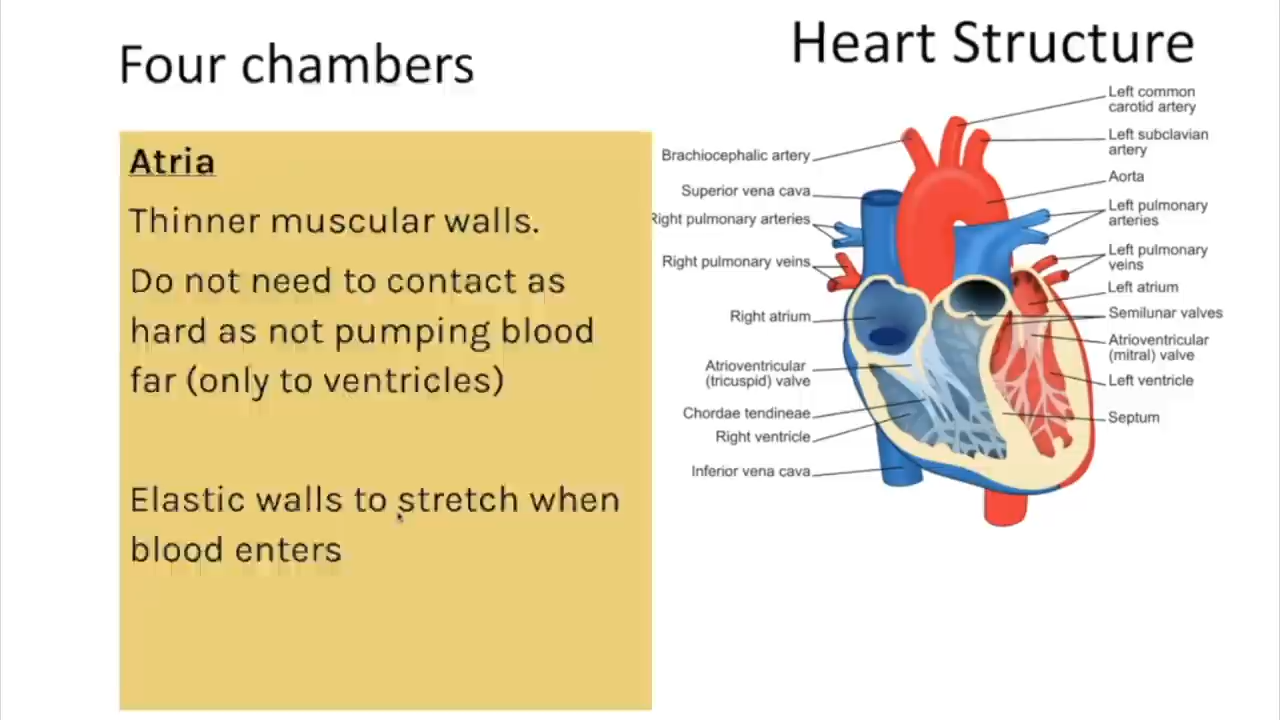 Four chambers
Heart Structure
Atria
Thinner muscular walls.
Do not need to contact as
hard as not pumping blood
far (only to ventricles)
Elastic walls to stretch when
blood enters
Brachiocephalic artery
Superior vena cava
Right pulmonary arteries
Right pulmonary veins
Right atrium
Atrioventricular
(tricuspid) valve
Chordae tendineae
Right ventricle
Inferior vena cava
Left common
carotid artery
Left subclavian
artery
Aorta
Left pulmonary
arteries
Left pulmonary
veins
Left atrium
Semilunar valves
Atrioventricular
(mitral) valve
Left ventricle
Septum